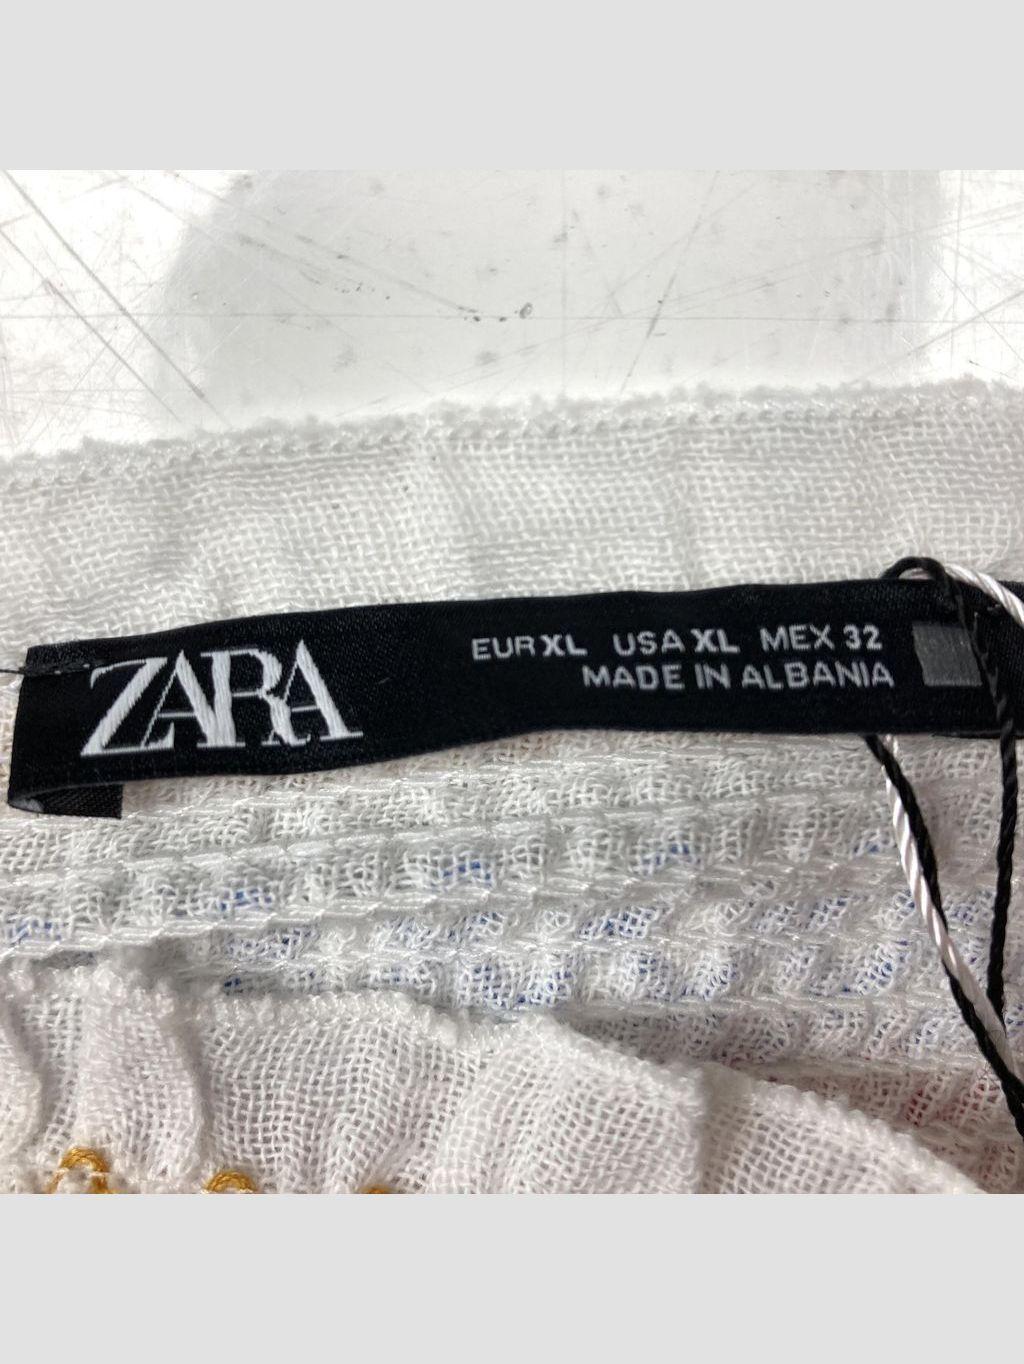 ZARA
EUR XL USA XL MEX 32
MADE IN ALBANIA